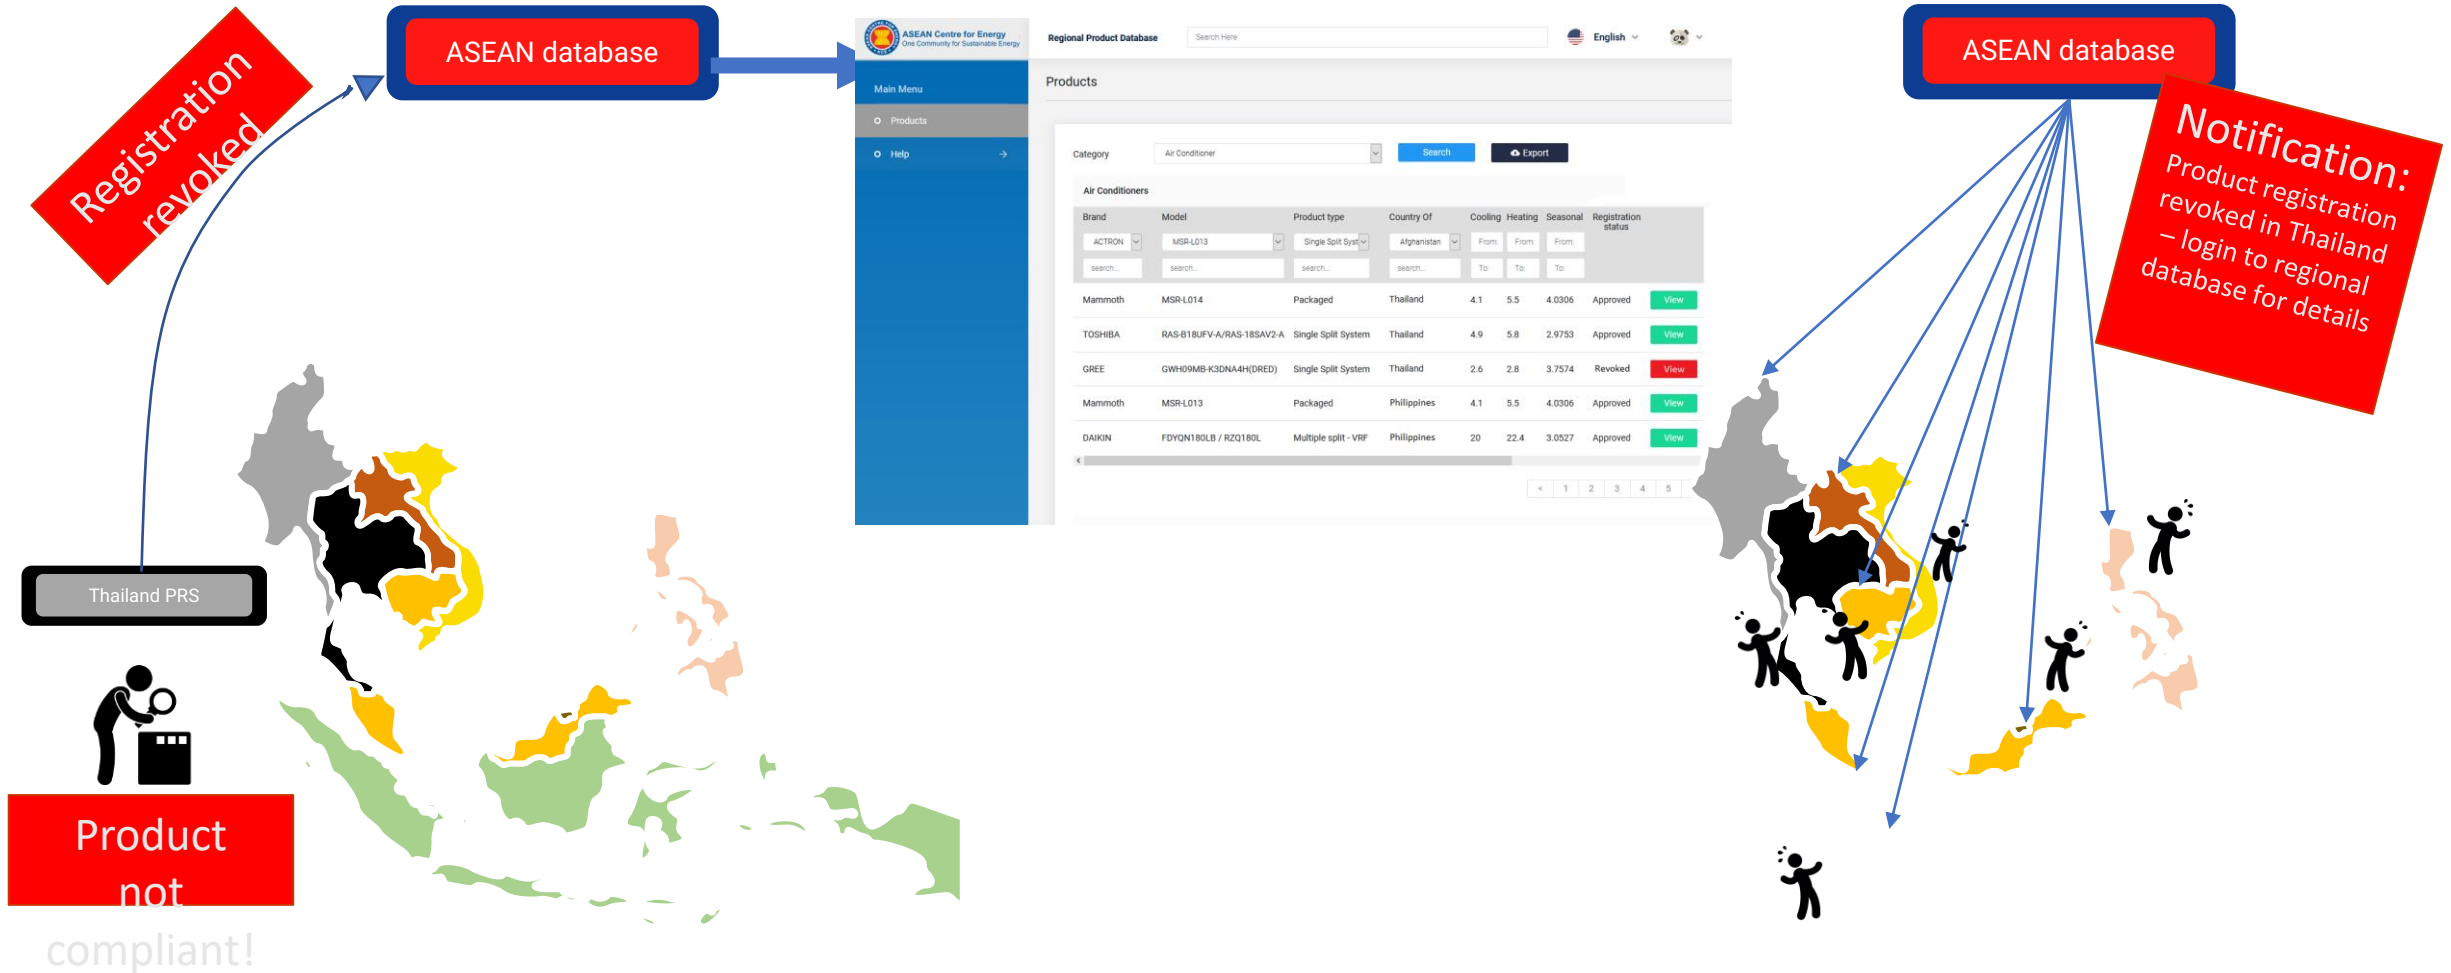 Registration
revoked
ASEAN database
Thailand PRS
Product
not
compliant!
ASEAN Centre for Energy
One Community for Sustainable Energy
Regional Product Database
Search Here
English
Main Menu
Products
Help
Products
Category
Air Conditioner
Search
Export
Air Conditioners
Brand Model Product type Country Of Cooling Heating Seasonal Registration
status
ACTRON MSR-L013 Single Split Syst Afghanistan From: From: From:
search... search... search... search... To: To: To:
Mammoth MSR-L014 Packaged Thailand 4.1 5.5 4.0306 Approved View
TOSHIBA RAS-B18UFV-A/RAS-18SAV2-A Single Split System Thailand 4.9 5.8 2.9753 Approved View
GREE GWH09MB-K3DNA4H(DRED) Single Split System Thailand 2.6 2.8 3.7574 Revoked View
Mammoth MSR-L013 Packaged Philippines 4.1 5.5 4.0306 Approved View
DAIKIN FDYQN180LB / RZQ180L Multiple split - VRF Philippines 20 22.4 3.0527 Approved View
< 1 2 3 4 5
ASEAN database
Notification:
Product registration
revoked in Thailand
– login to regional
database for details